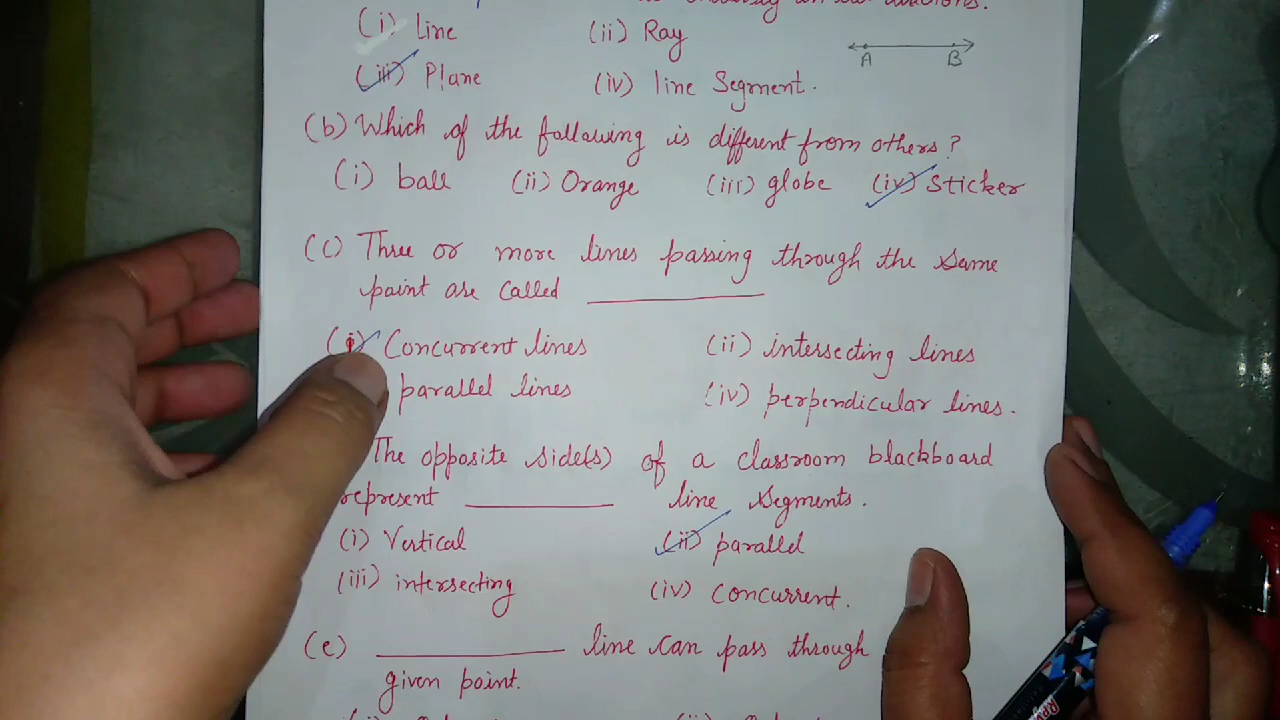 (i) Line (ii) Ray
(iii) Plane (iv) line Segment.
A B
(b) Which of the following is different from others?
(i) ball (ii) Orange (iii) globe (iv) Sticker
(c) Three or more lines passing through the same
point are called ________
(i) Concurrent lines (ii) intersecting lines
parallel lines (iv) perpendicular lines.
The opposite side(s) of a classroom blackboard
represent ________ line segments.
(i) Vertical (ii) parallel
(iii) intersecting (iv) concurrent.
(e) ________ line can pass through
given point.